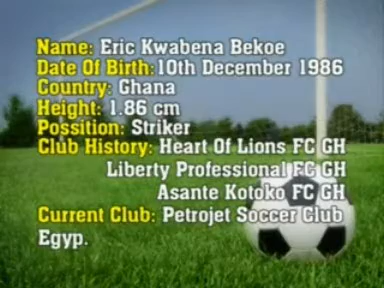 Name: Eric Kwabena Bekoe
Date Of Birth: 10th December 1986
Country: Ghana
Height: 1.86 cm
Possition: Striker
Club History: Heart Of Lions FC GH
Liberty Professional FC GH
Asante Kotoko FC GH
Current Club: Petrojet Soccer Club
Egyp.